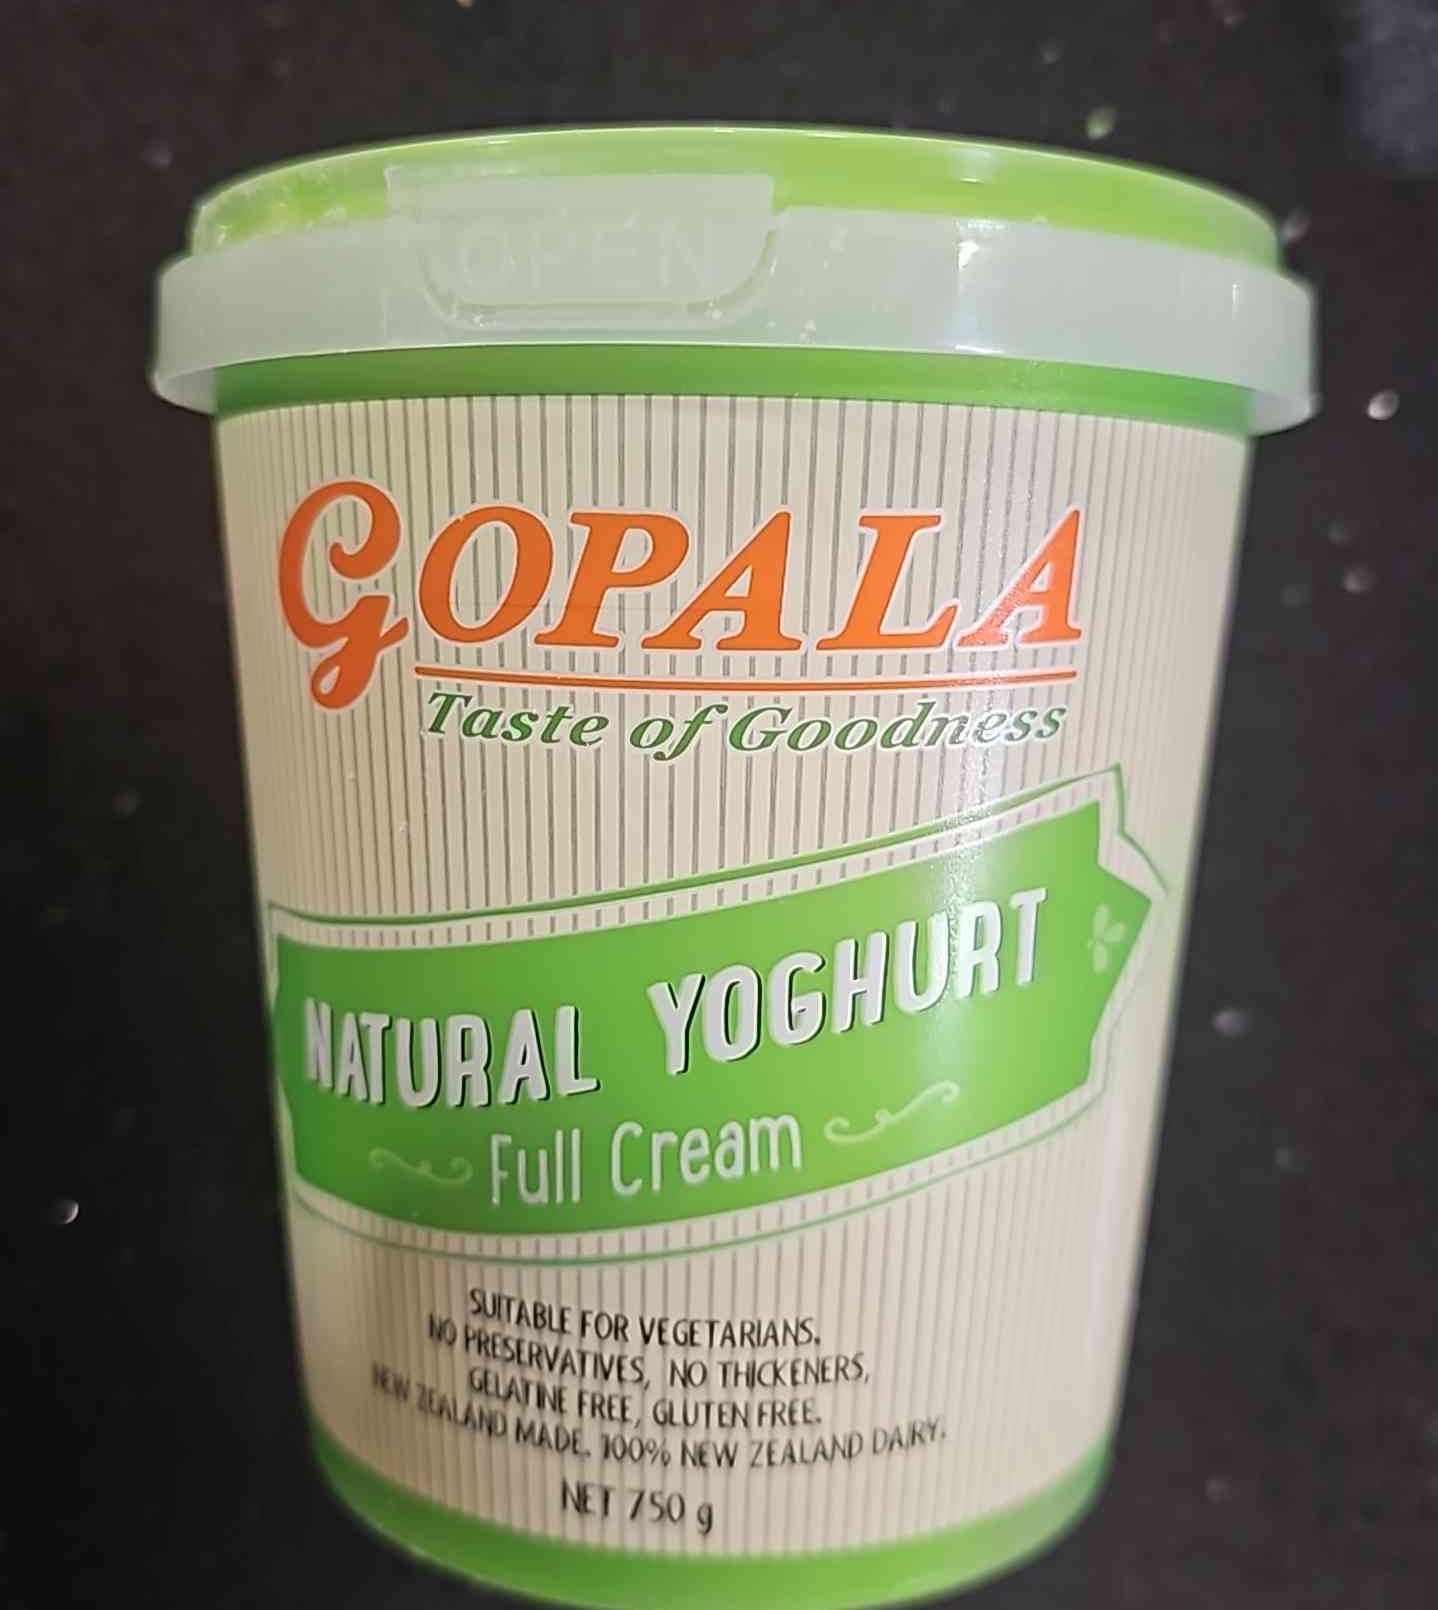 OPEN
GOPALA
Taste of Goodness
NATURAL YOGHURT
Full Cream
SUITABLE FOR VEGETARIANS.
NO PRESERVATIVES, NO THICKENERS,
GELATINE FREE, GLUTEN FREE.
NEW ZEALAND MADE. 100% NEW ZEALAND DAIRY.
NET 750 g